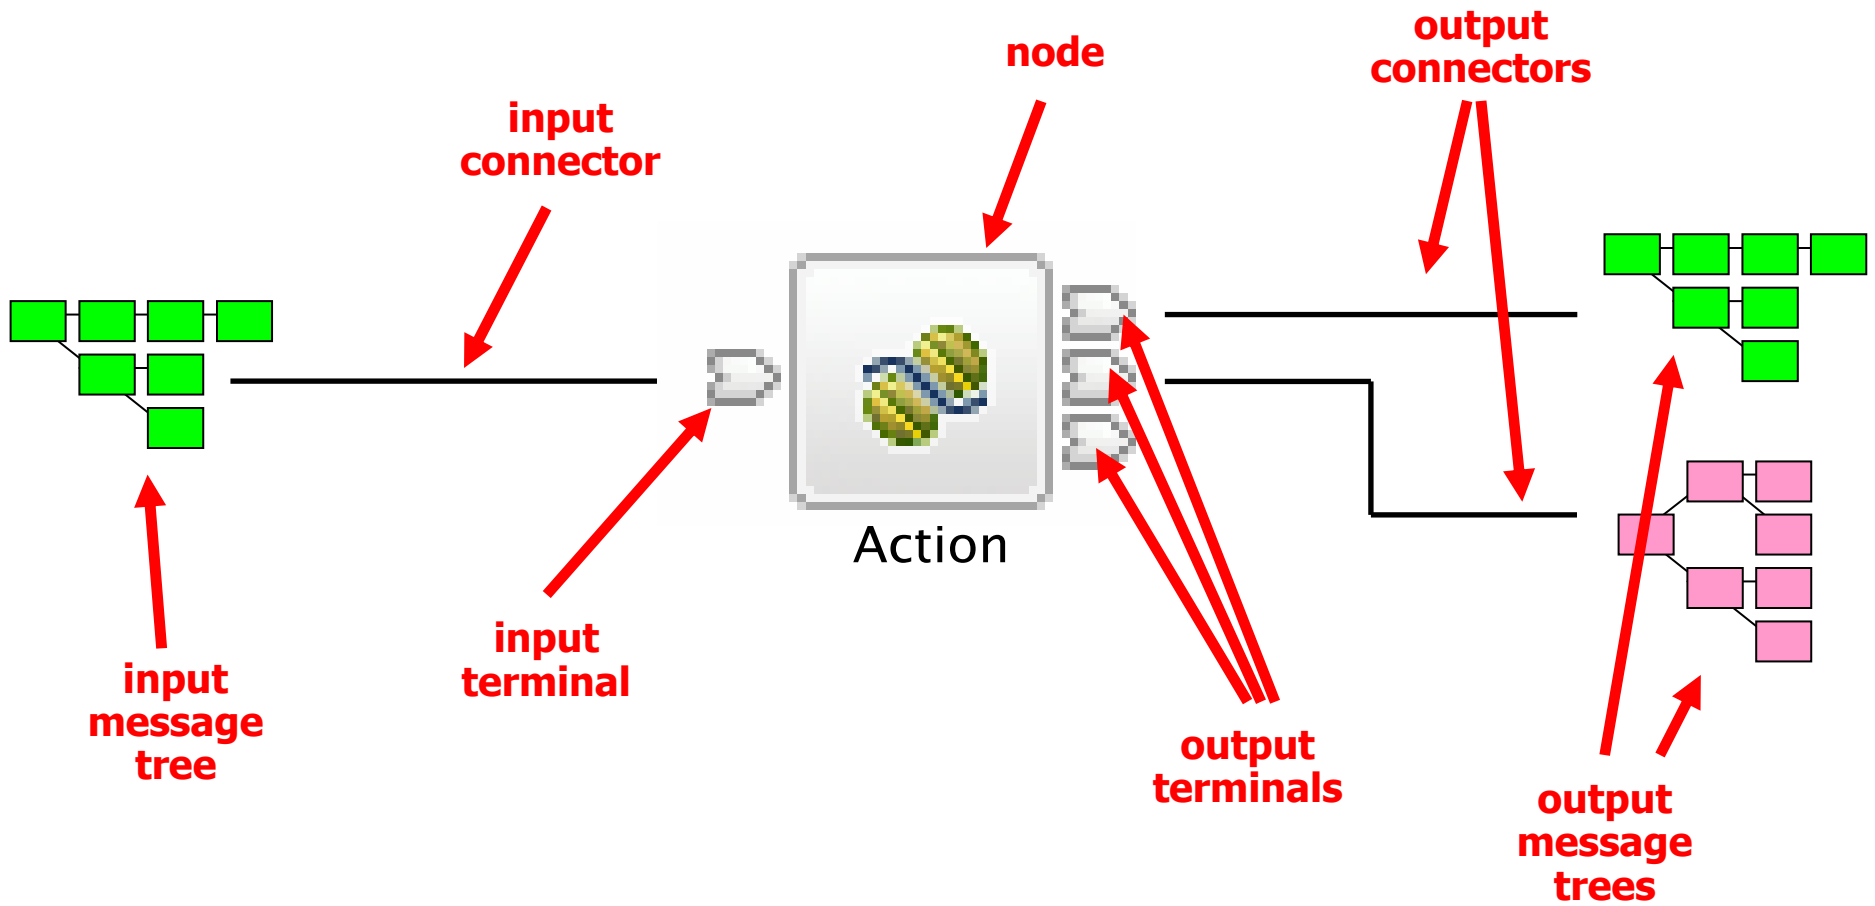 output
connectors
node
input
connector
Action
input
terminal
input
message
tree
output
terminals
output
message
trees